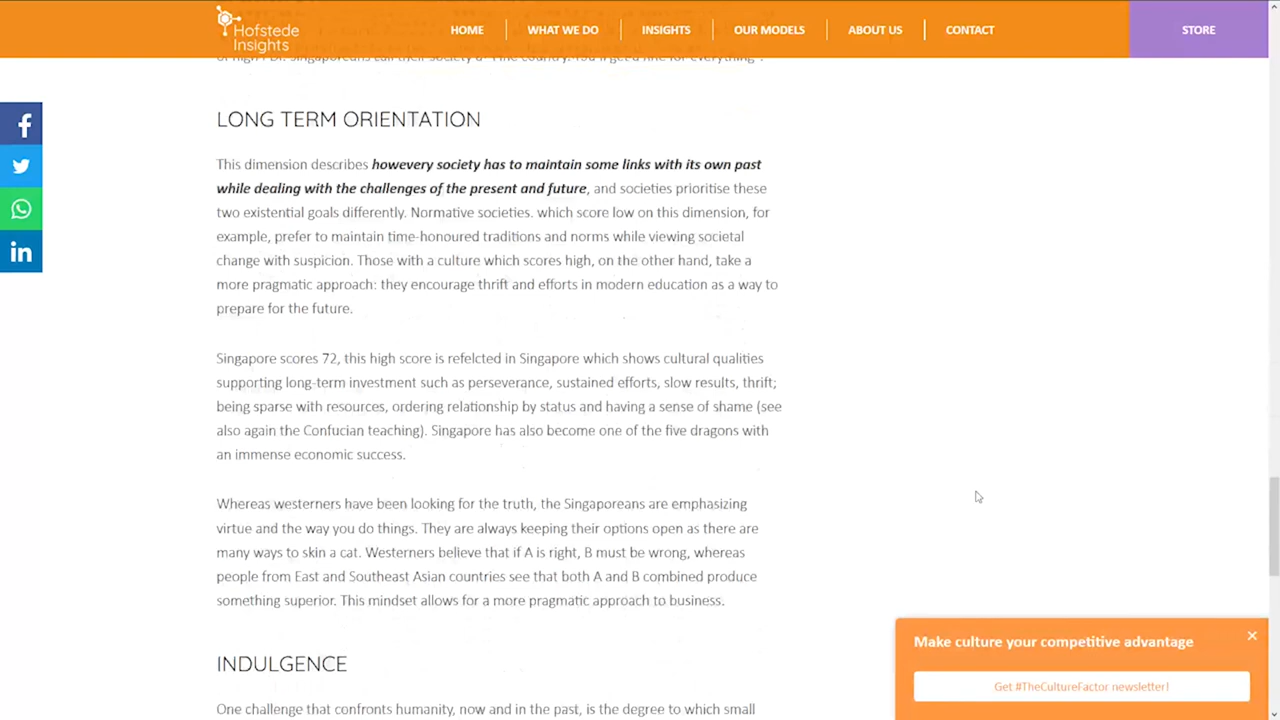 Hofstede
Insights
HOME
WHAT WE DO
INSIGHTS
OUR MODELS
ABOUT US
CONTACT
STORE
LONG TERM ORIENTATION
This dimension describes howevery society has to maintain some links with its own past
while dealing with the challenges of the present and future, and societies prioritise these
two existential goals differently. Normative societies. which score low on this dimension, for
example, prefer to maintain time-honoured traditions and norms while viewing societal
change with suspicion. Those with a culture which scores high, on the other hand, take a
more pragmatic approach: they encourage thrift and efforts in modern education as a way to
prepare for the future.
Singapore scores 72, this high score is refelcted in Singapore which shows cultural qualities
supporting long-term investment such as perseverance, sustained efforts, slow results, thrift;
being sparse with resources, ordering relationship by status and having a sense of shame (see
also again the Confucian teaching). Singapore has also become one of the five dragons with
an immense economic success.
Whereas westerners have been looking for the truth, the Singaporeans are emphasizing
virtue and the way you do things. They are always keeping their options open as there are
many ways to skin a cat. Westerners believe that if A is right, B must be wrong, whereas
people from East and Southeast Asian countries see that both A and B combined produce
something superior. This mindset allows for a more pragmatic approach to business.
INDULGENCE
One challenge that confronts humanity, now and in the past, is the degree to which small
Make culture your competitive advantage
Get #TheCultureFactor newsletter!